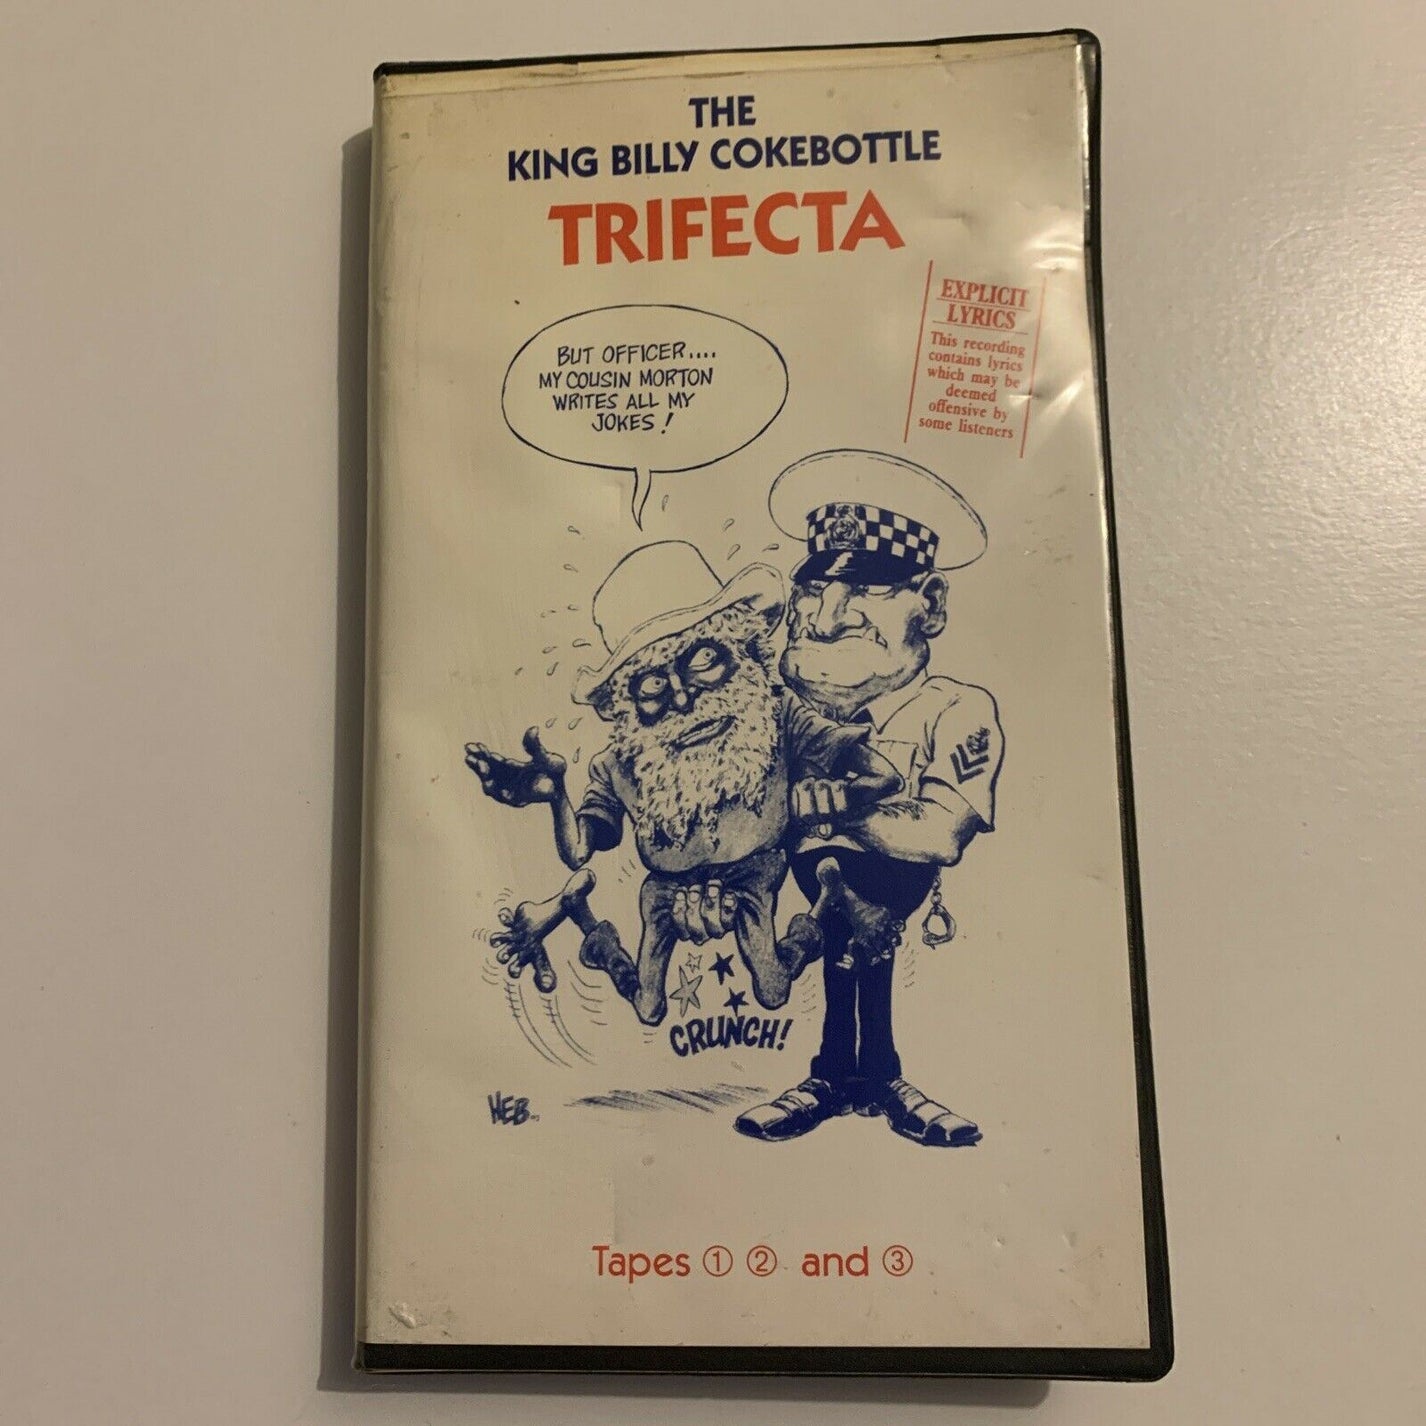 THE
KING BILLY COKEBOTTLE
TRIFECTA
EXPLICIT
LYRICS
This recording
contains lyrics
which may be
deemed
offensive by
some listeners
BUT OFFICER....
MY COUSIN MORTON
WRITES ALL MY
JOKES!
CRUNCH!
HEB
Tapes ① ② and ③